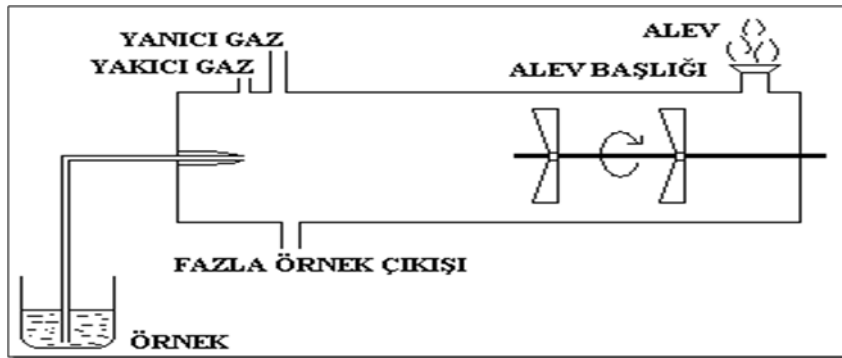 YANICI GAZ
YAKICI GAZ
ALEV
ALEV BAŞLIĞI
FAZLA ÖRNEK ÇIKIŞI
ÖRNEK